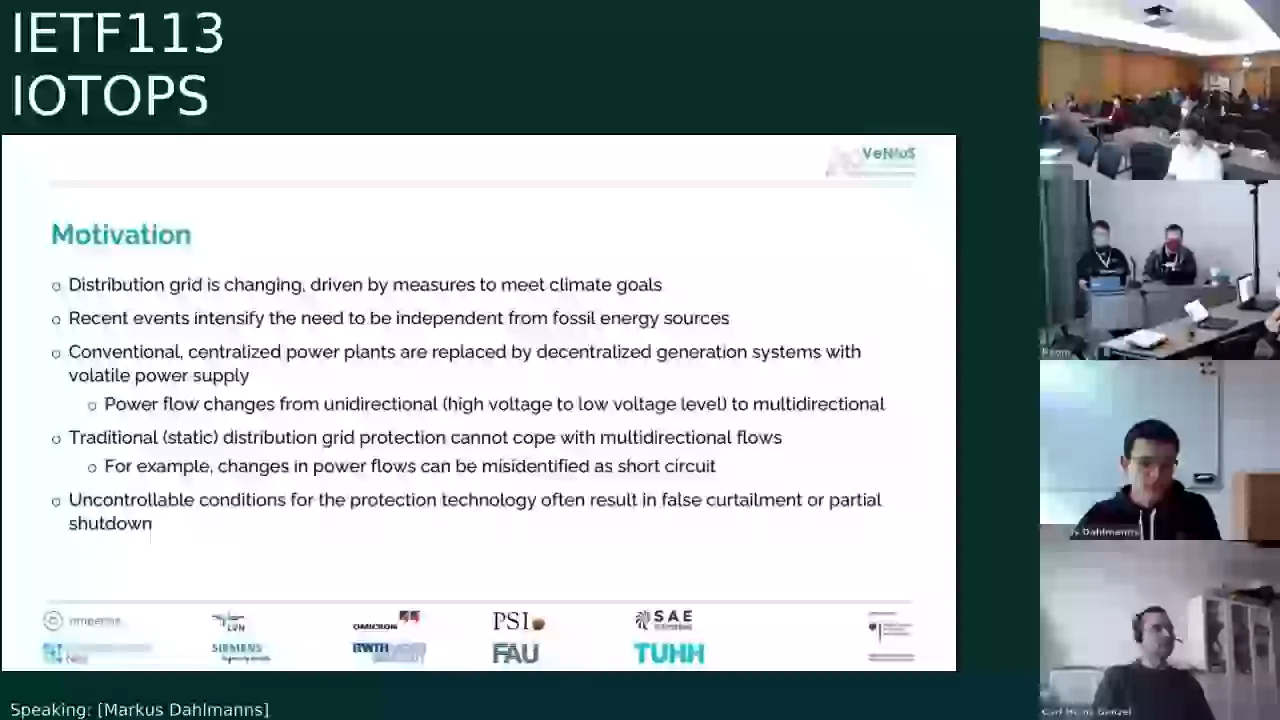 IETF113
IOTOPS
VeNIuS
Motivation
Distribution grid is changing, driven by measures to meet climate goals
Recent events intensify the need to be independent from fossil energy sources
Conventional, centralized power plants are replaced by decentralized generation systems with
volatile power supply
Power flow changes from unidirectional (high voltage to low voltage level) to multidirectional
Traditional (static) distribution grid protection cannot cope with multidirectional flows
For example, changes in power flows can be misidentified as short circuit
Uncontrollable conditions for the protection technology often result in false curtailment or partial
shutdown
OMICRON
PSI
SAE
SIEMENS
RWTH
FAU
TUHH
Room
Dahlmanns
Speaking: [Markus Dahlmanns]